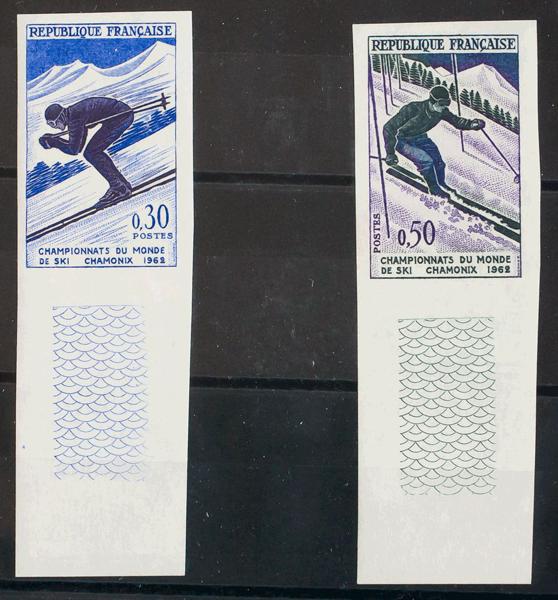 REPUBLIQUE FRANÇAISE
0,30
POSTES
CHAMPIONNATS DU MONDE
DE SKI CHAMONIX 1962
REPUBLIQUE FRANÇAISE
POSTES
0,50
CHAMPIONNATS DU MONDE
DE SKI CHAMONIX 1962